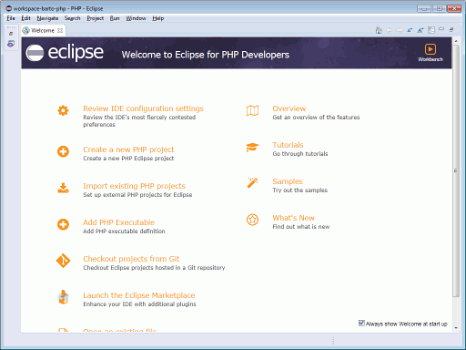 workspace-barto-php - PHP - Eclipse
File Edit Navigate Search Project Run Window Help
Welcome
eclipse
Welcome to Eclipse for PHP Developers
Workbench
Review IDE configuration settings
Review the IDE's most fiercely contested
preferences
Create a new PHP project
Create a new PHP Eclipse project
Import existing PHP projects
Set up external PHP projects for Eclipse
Add PHP Executable
Add PHP executable definition
Checkout projects from Git
Checkout Eclipse projects hosted in a Git repository
Launch the Eclipse Marketplace
Enhance your IDE with additional plugins
Open an existing file
Overview
Get an overview of the features
Tutorials
Go through tutorials
Samples
Try out the samples
What's New
Find out what is new
Always show Welcome at start up